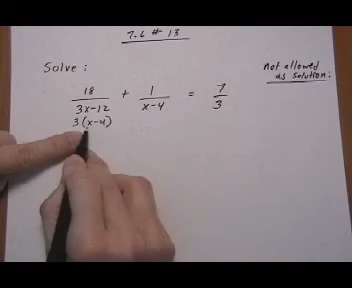 7.6 # 13
Solve :
Not allowed
as solution:
18/(3x-12) + 1/(x-4) = 7/3
3(x-4)